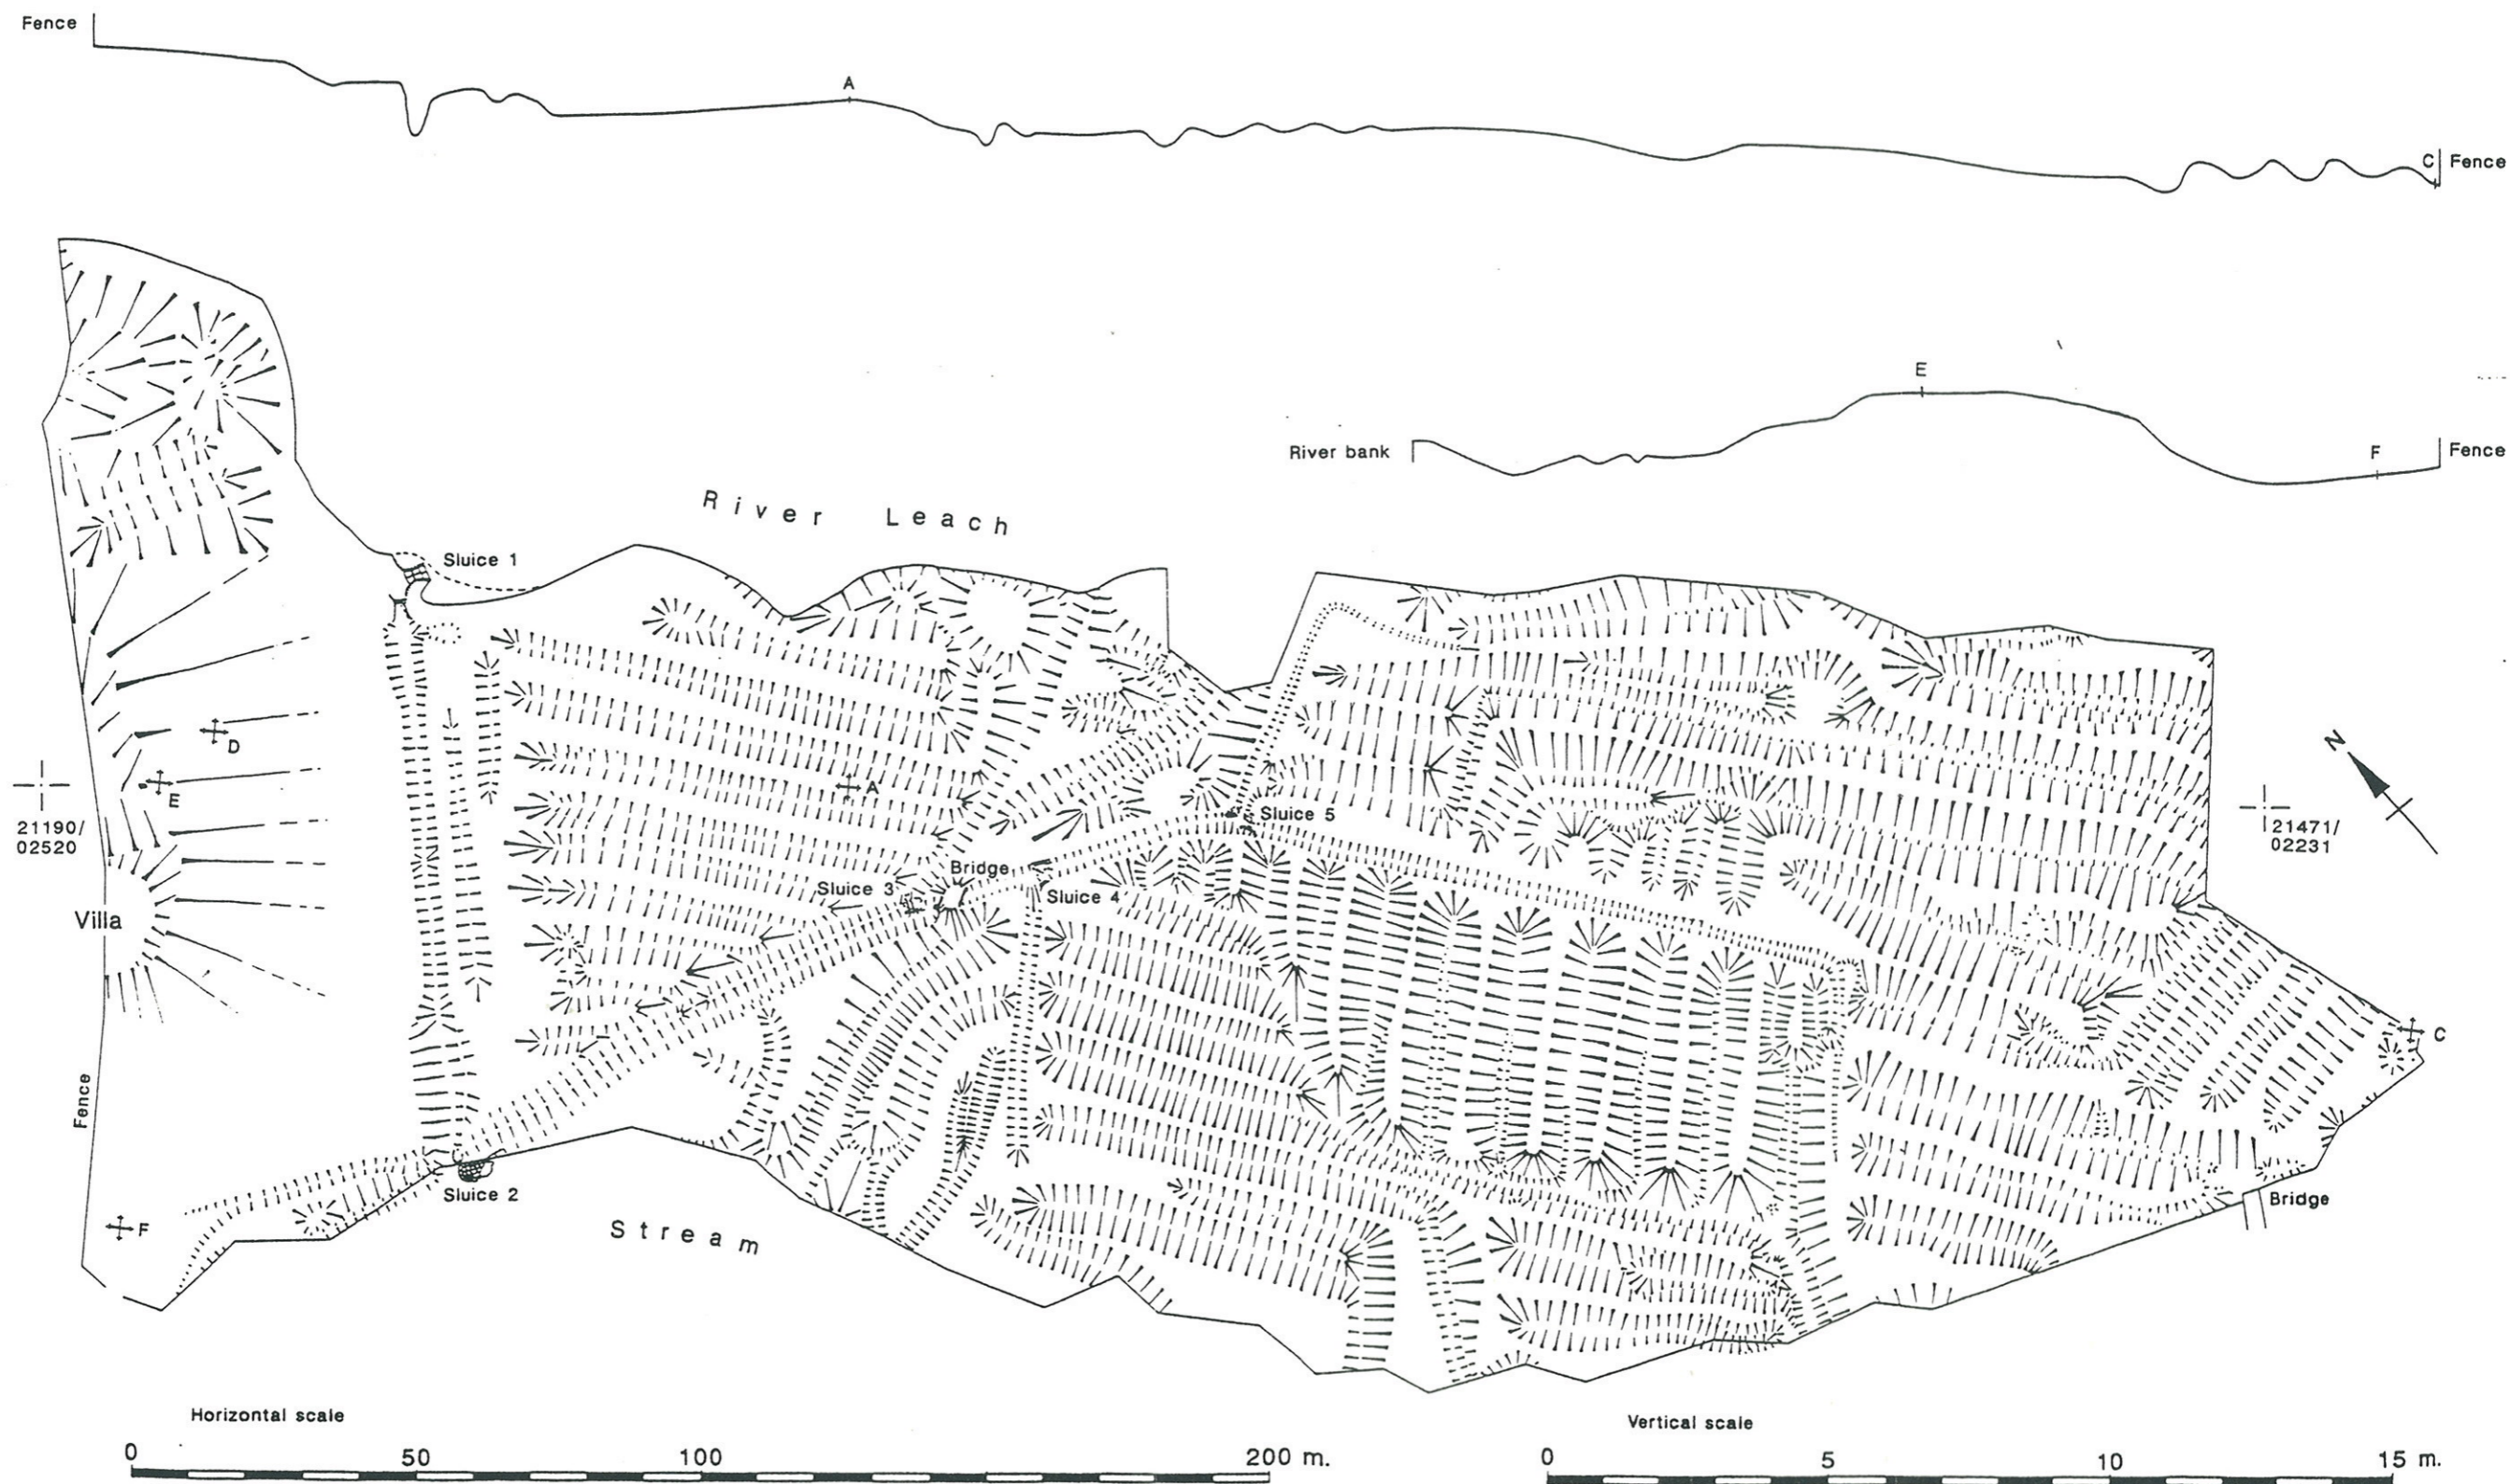 Fence
A
C Fence
E
River bank
F Fence
River Leach
Sluice 1
D
E
A
21190/
02520
Sluice 5
21471/
02231
N
Bridge
Sluice 3
Sluice 4
Villa
C
Fence
Sluice 2
Bridge
F
Stream
Horizontal scale
Vertical scale
0 50 100 200 m.
0 5 10 15 m.